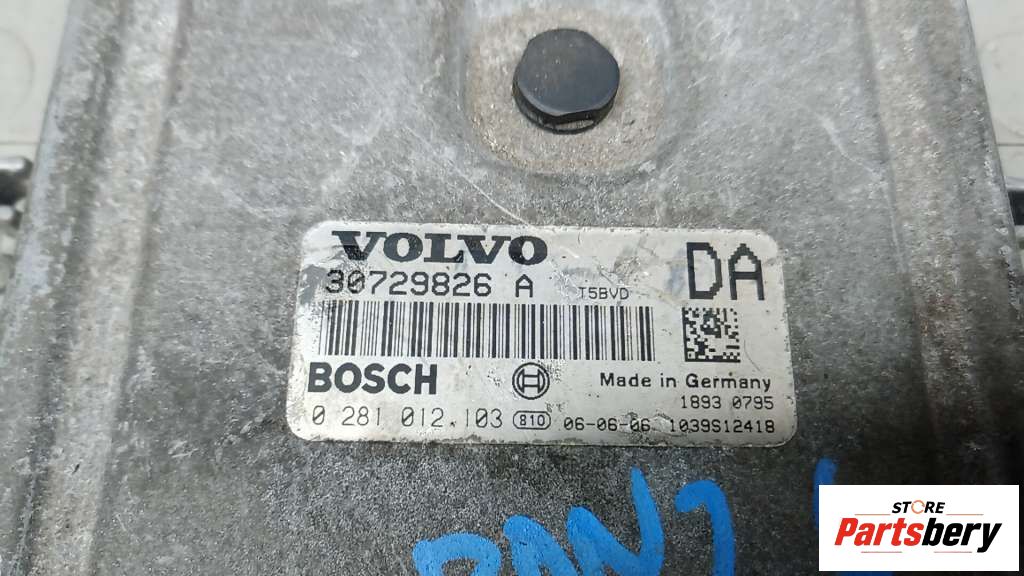 VOLVO
30729826 A T5BVD DA
BOSCH Made in Germany
1893 0795
0 281 012 103 810 06-06-06 1039S12418
STORE
Partsbery